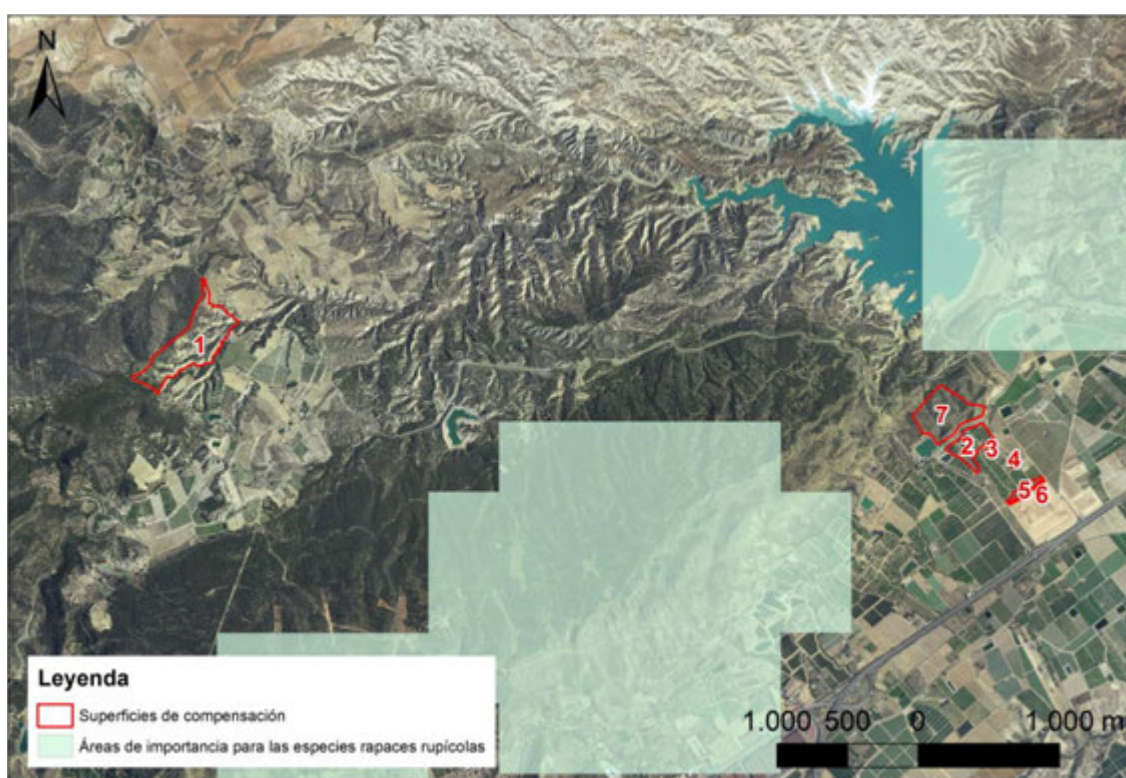 N
1
7
2
3
4
5
6
Leyenda
Superficies de compensación
Áreas de importancia para las especies rapaces rupícolas
1.000 500 0 1.000 m